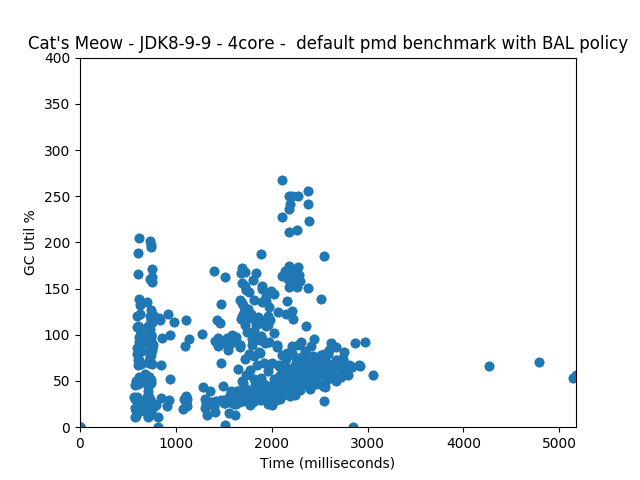 Cat's Meow - JDK8-9-9 - 4core -  default pmd benchmark with BAL policy
400
350
300
250
200
150
100
50
0
GC Util %
0 1000 2000 3000 4000 5000
Time (milliseconds)